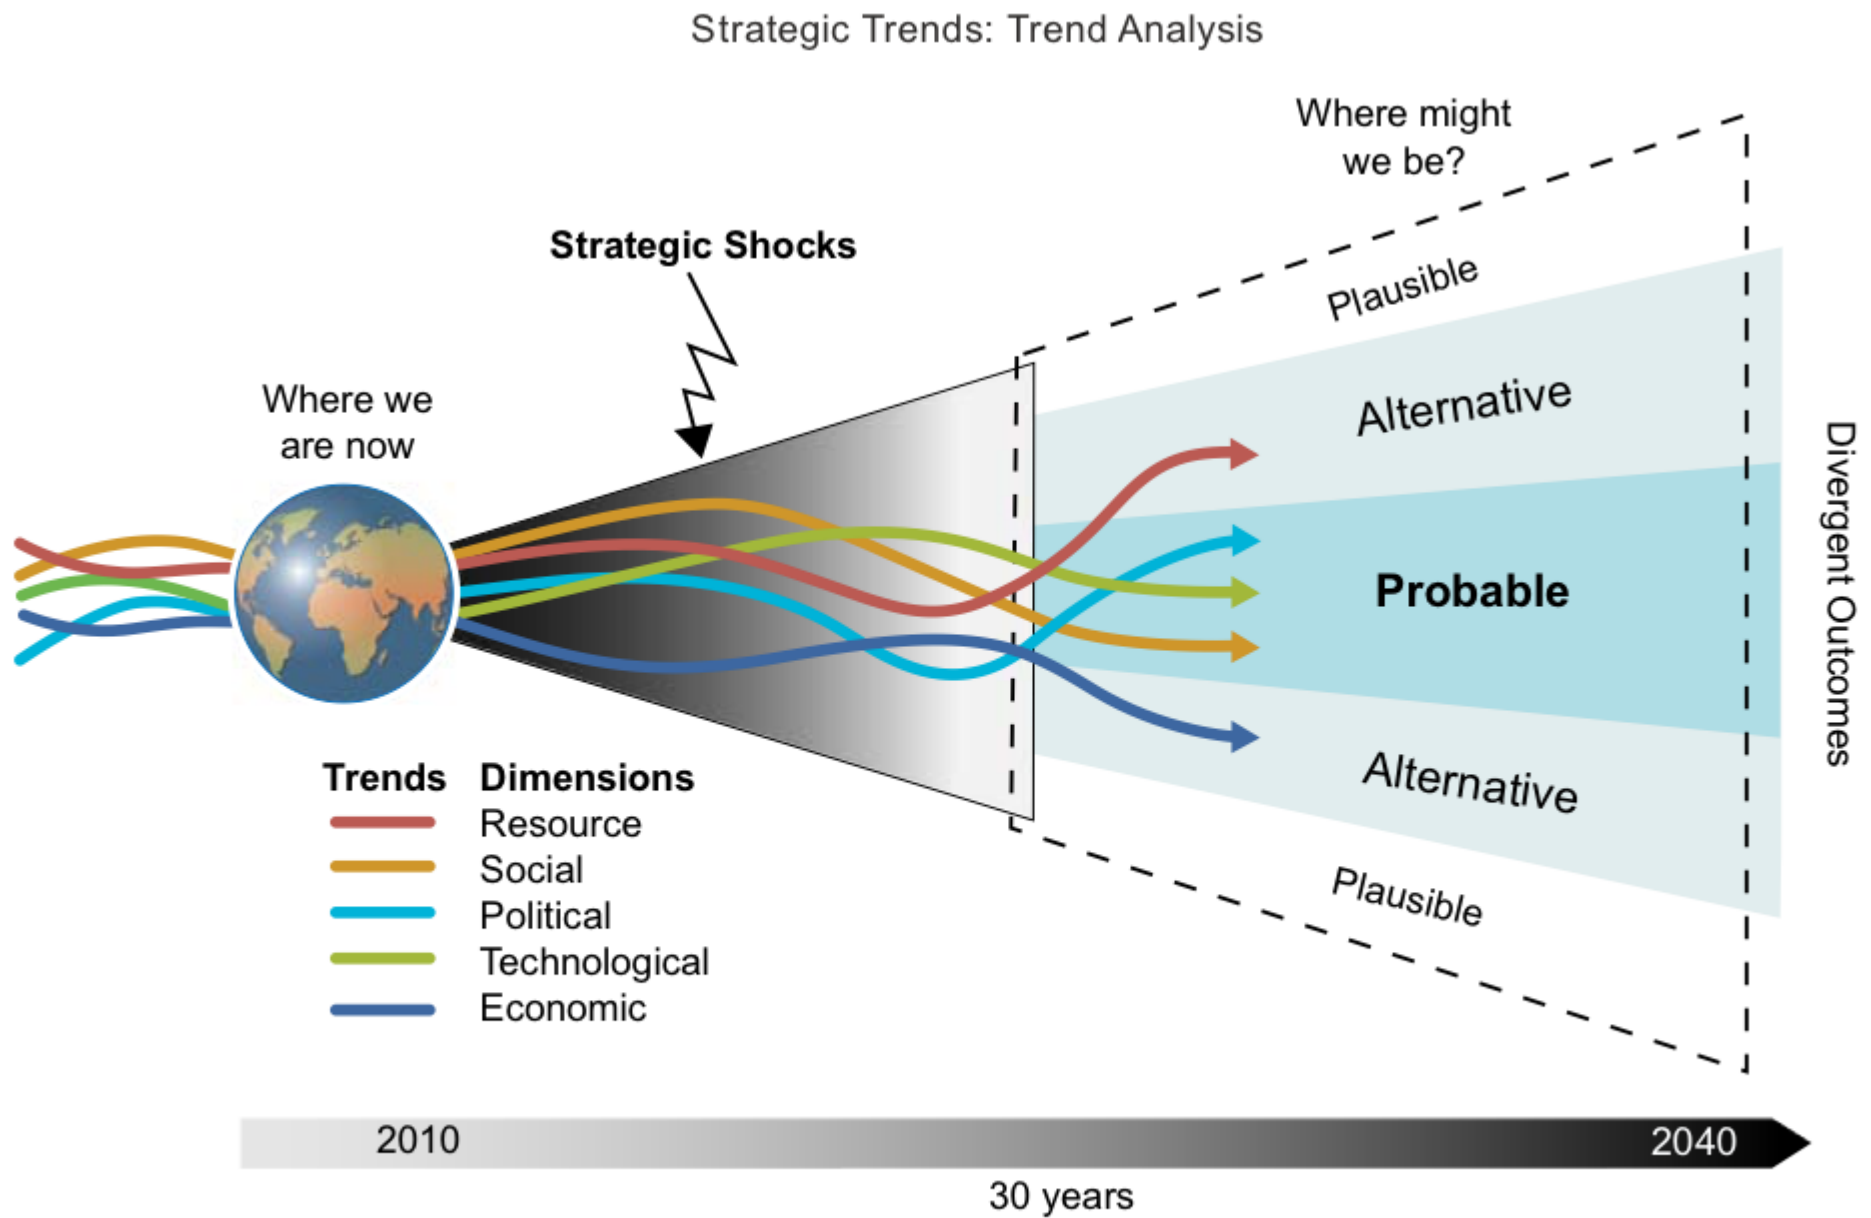 Strategic Trends: Trend Analysis
Where might
we be?
Strategic Shocks
Plausible
Where we
are now
Alternative
Probable
Divergent Outcomes
Alternative
Plausible
Trends Dimensions
Resource
Social
Political
Technological
Economic
2010
2040
30 years